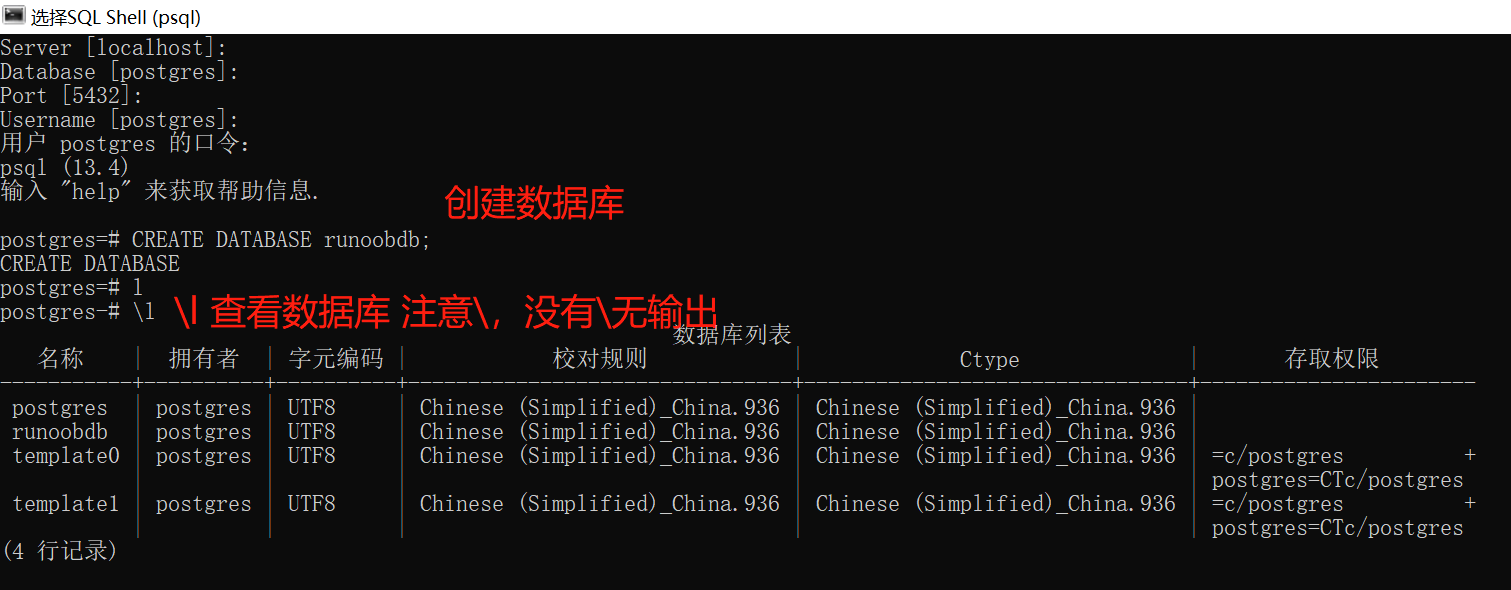 选择SQL Shell (psql)
Server [localhost]:
Database [postgres]:
Port [5432]:
Username [postgres]:
用户 postgres 的口令：
psql (13.4)
输入 "help" 来获取帮助信息.
创建数据库
postgres=# CREATE DATABASE runoobdb;
CREATE DATABASE
postgres=# l
postgres=# \l
\l 查看数据库 注意\，没有\无输出
数据库列表
名称 | 拥有者 | 字元编码 | 校对规则 | Ctype | 存取权限
-----------+----------+----------+--------------------------------+--------------------------------+-----------------------
postgres | postgres | UTF8 | Chinese (Simplified)_China.936 | Chinese (Simplified)_China.936 |
runoobdb | postgres | UTF8 | Chinese (Simplified)_China.936 | Chinese (Simplified)_China.936 |
template0 | postgres | UTF8 | Chinese (Simplified)_China.936 | Chinese (Simplified)_China.936 | =c/postgres +
| | | | | postgres=CTc/postgres
template1 | postgres | UTF8 | Chinese (Simplified)_China.936 | Chinese (Simplified)_China.936 | =c/postgres +
| | | | | postgres=CTc/postgres
(4 行记录)